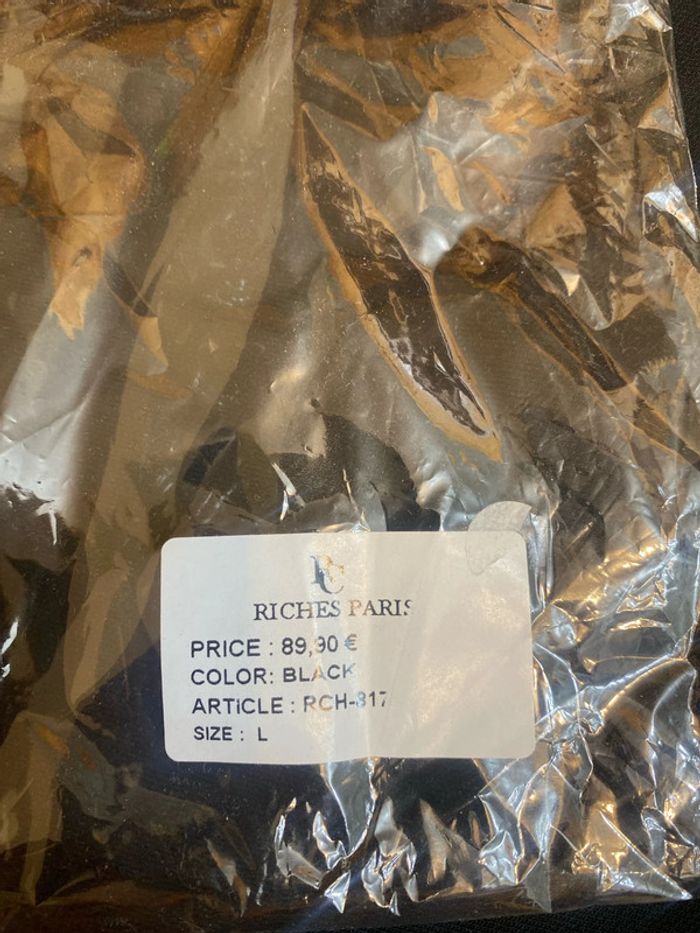 RC
RICHES PARIS
PRICE : 89,90 €
COLOR: BLACK
ARTiCLE : RCH-817
SIZE : L